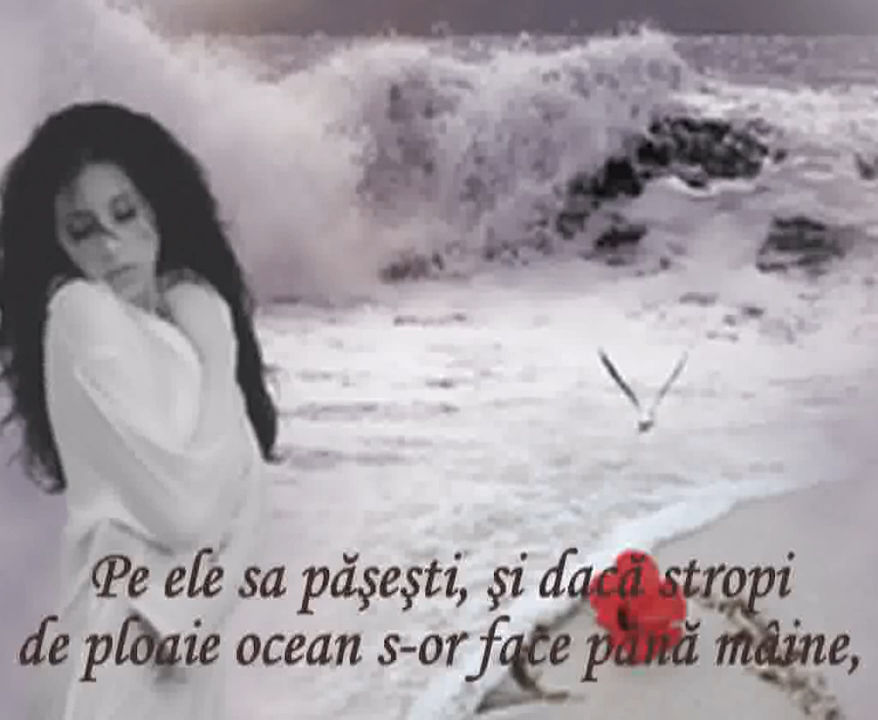 Pe ele sa păşeşti, şi dacă stropi
de ploaie ocean s-or face până mâine,